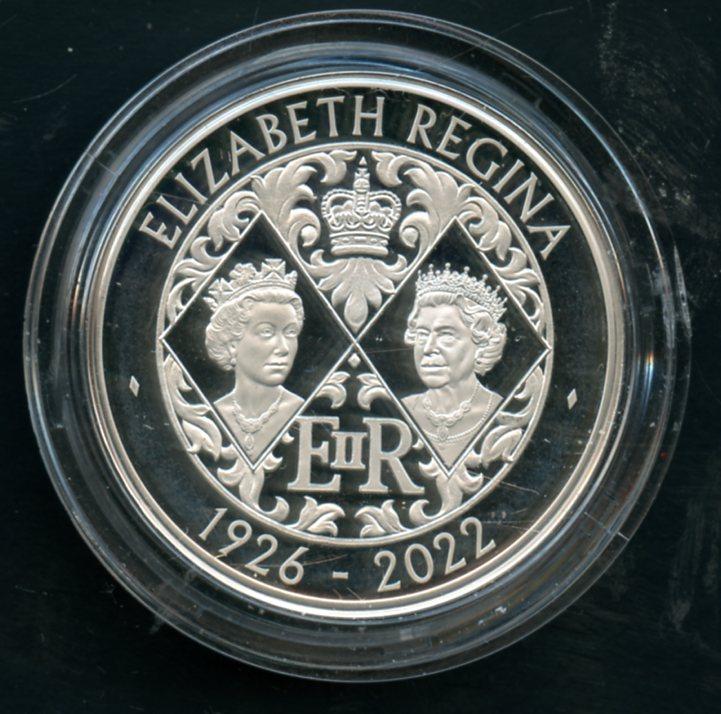 ELIZABETH REGINA
EIIR
1926 - 2022